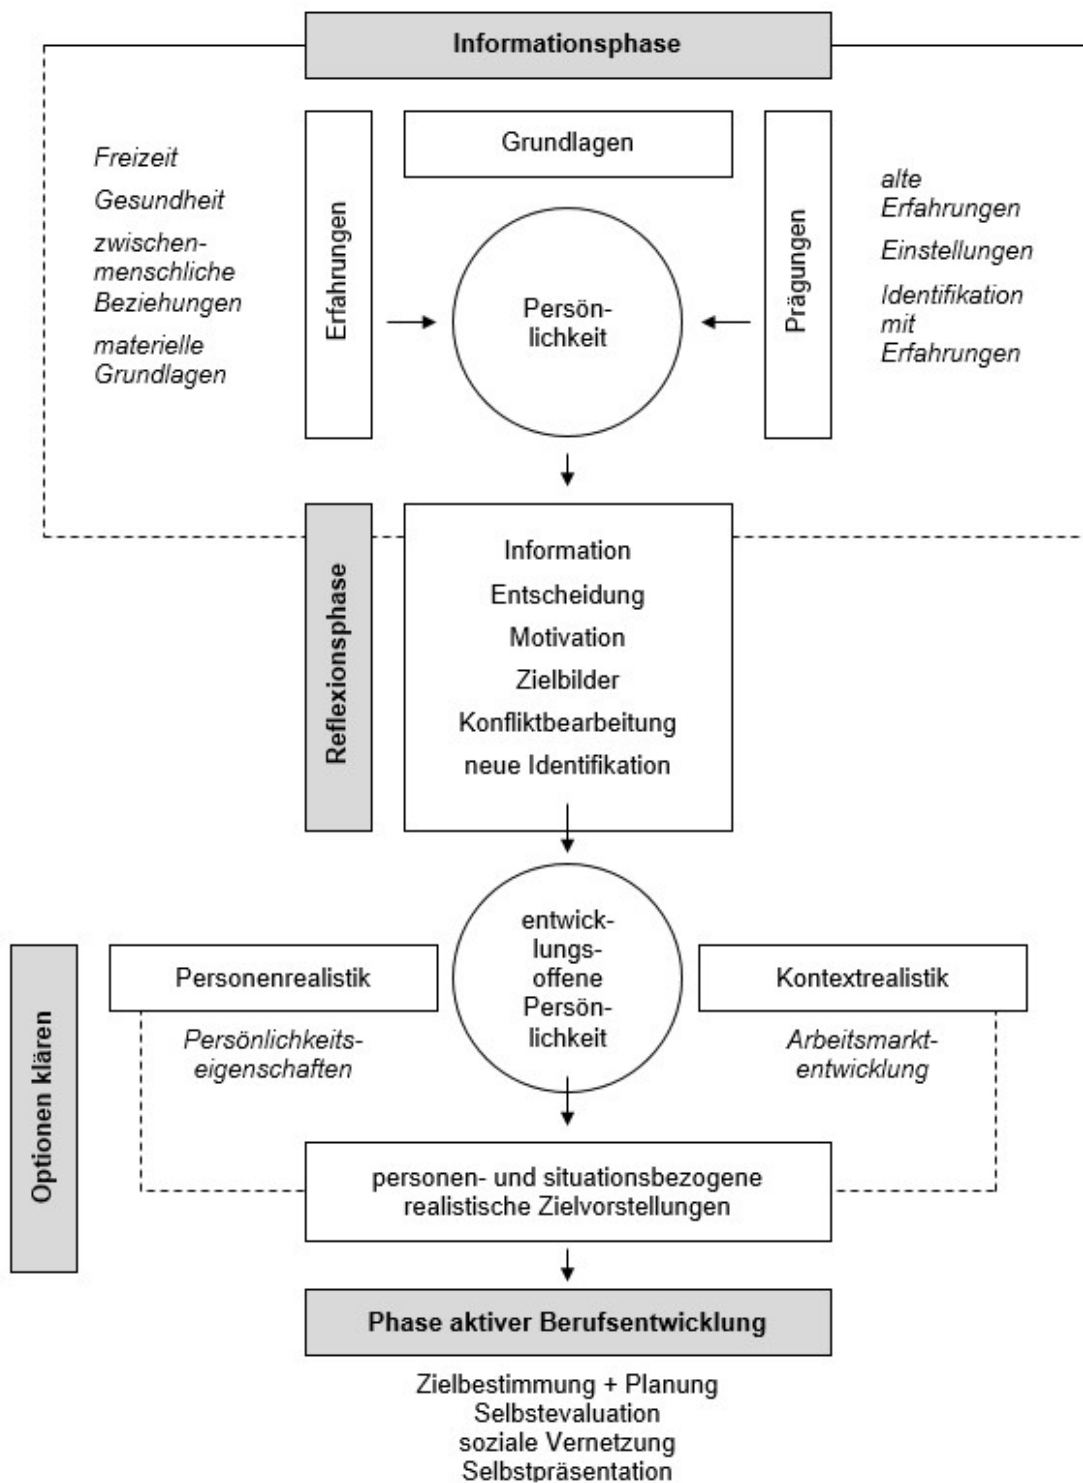 Informationsphase
Grundlagen
Freizeit
Gesundheit
zwischen-
menschliche
Beziehungen
materielle
Grundlagen
Erfahrungen
Persön-
lichkeit
Prägungen
alte
Erfahrungen
Einstellungen
Identifikation
mit
Erfahrungen
Reflexionsphase
Information
Entscheidung
Motivation
Zielbilder
Konfliktbearbeitung
neue Identifikation
Optionen klären
Personenrealistik
Persönlichkeits-
eigenschaften
entwick-
lungs-
offene
Persön-
lichkeit
Kontextrealistik
Arbeitsmarkt-
entwicklung
personen- und situationsbezogene
realistische Zielvorstellungen
Phase aktiver Berufsentwicklung
Zielbestimmung + Planung
Selbstevaluation
soziale Vernetzung
Selbstpräsentation